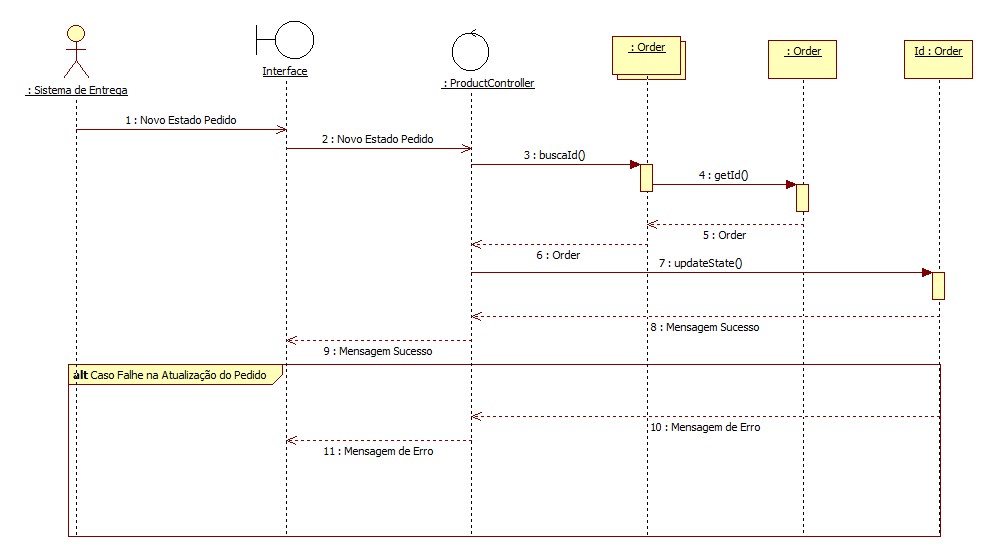 : Sistema de Entrega
Interface
: ProductController
: Order
: Order
Id : Order
1 : Novo Estado Pedido
2 : Novo Estado Pedido
3 : buscaId()
4 : getId()
5 : Order
6 : Order
7 : updateState()
8 : Mensagem Sucesso
9 : Mensagem Sucesso
alt Caso Falhe na Atualização do Pedido
10 : Mensagem de Erro
11 : Mensagem de Erro